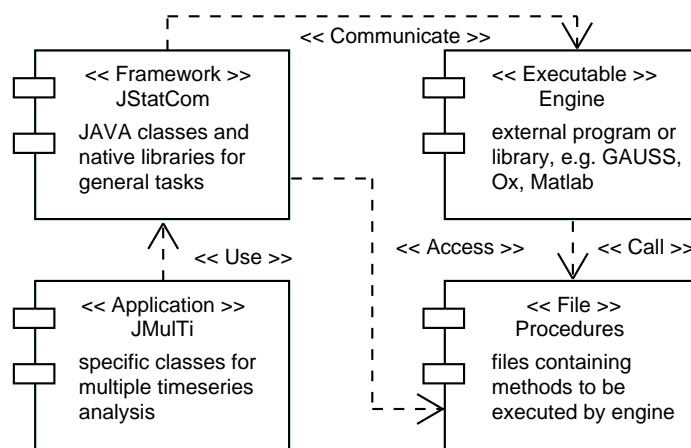 << Communicate >>
<< Framework >>
JStatCom
JAVA classes and
native libraries for
general tasks
<< Executable >>
Engine
external program or
library, e.g. GAUSS,
Ox, Matlab
<< Use >>
<< Access >>
<< Call >>
<< Application >>
JMulTi
specific classes for
multiple timeseries
analysis
<< File >>
Procedures
files containing
methods to be
executed by engine